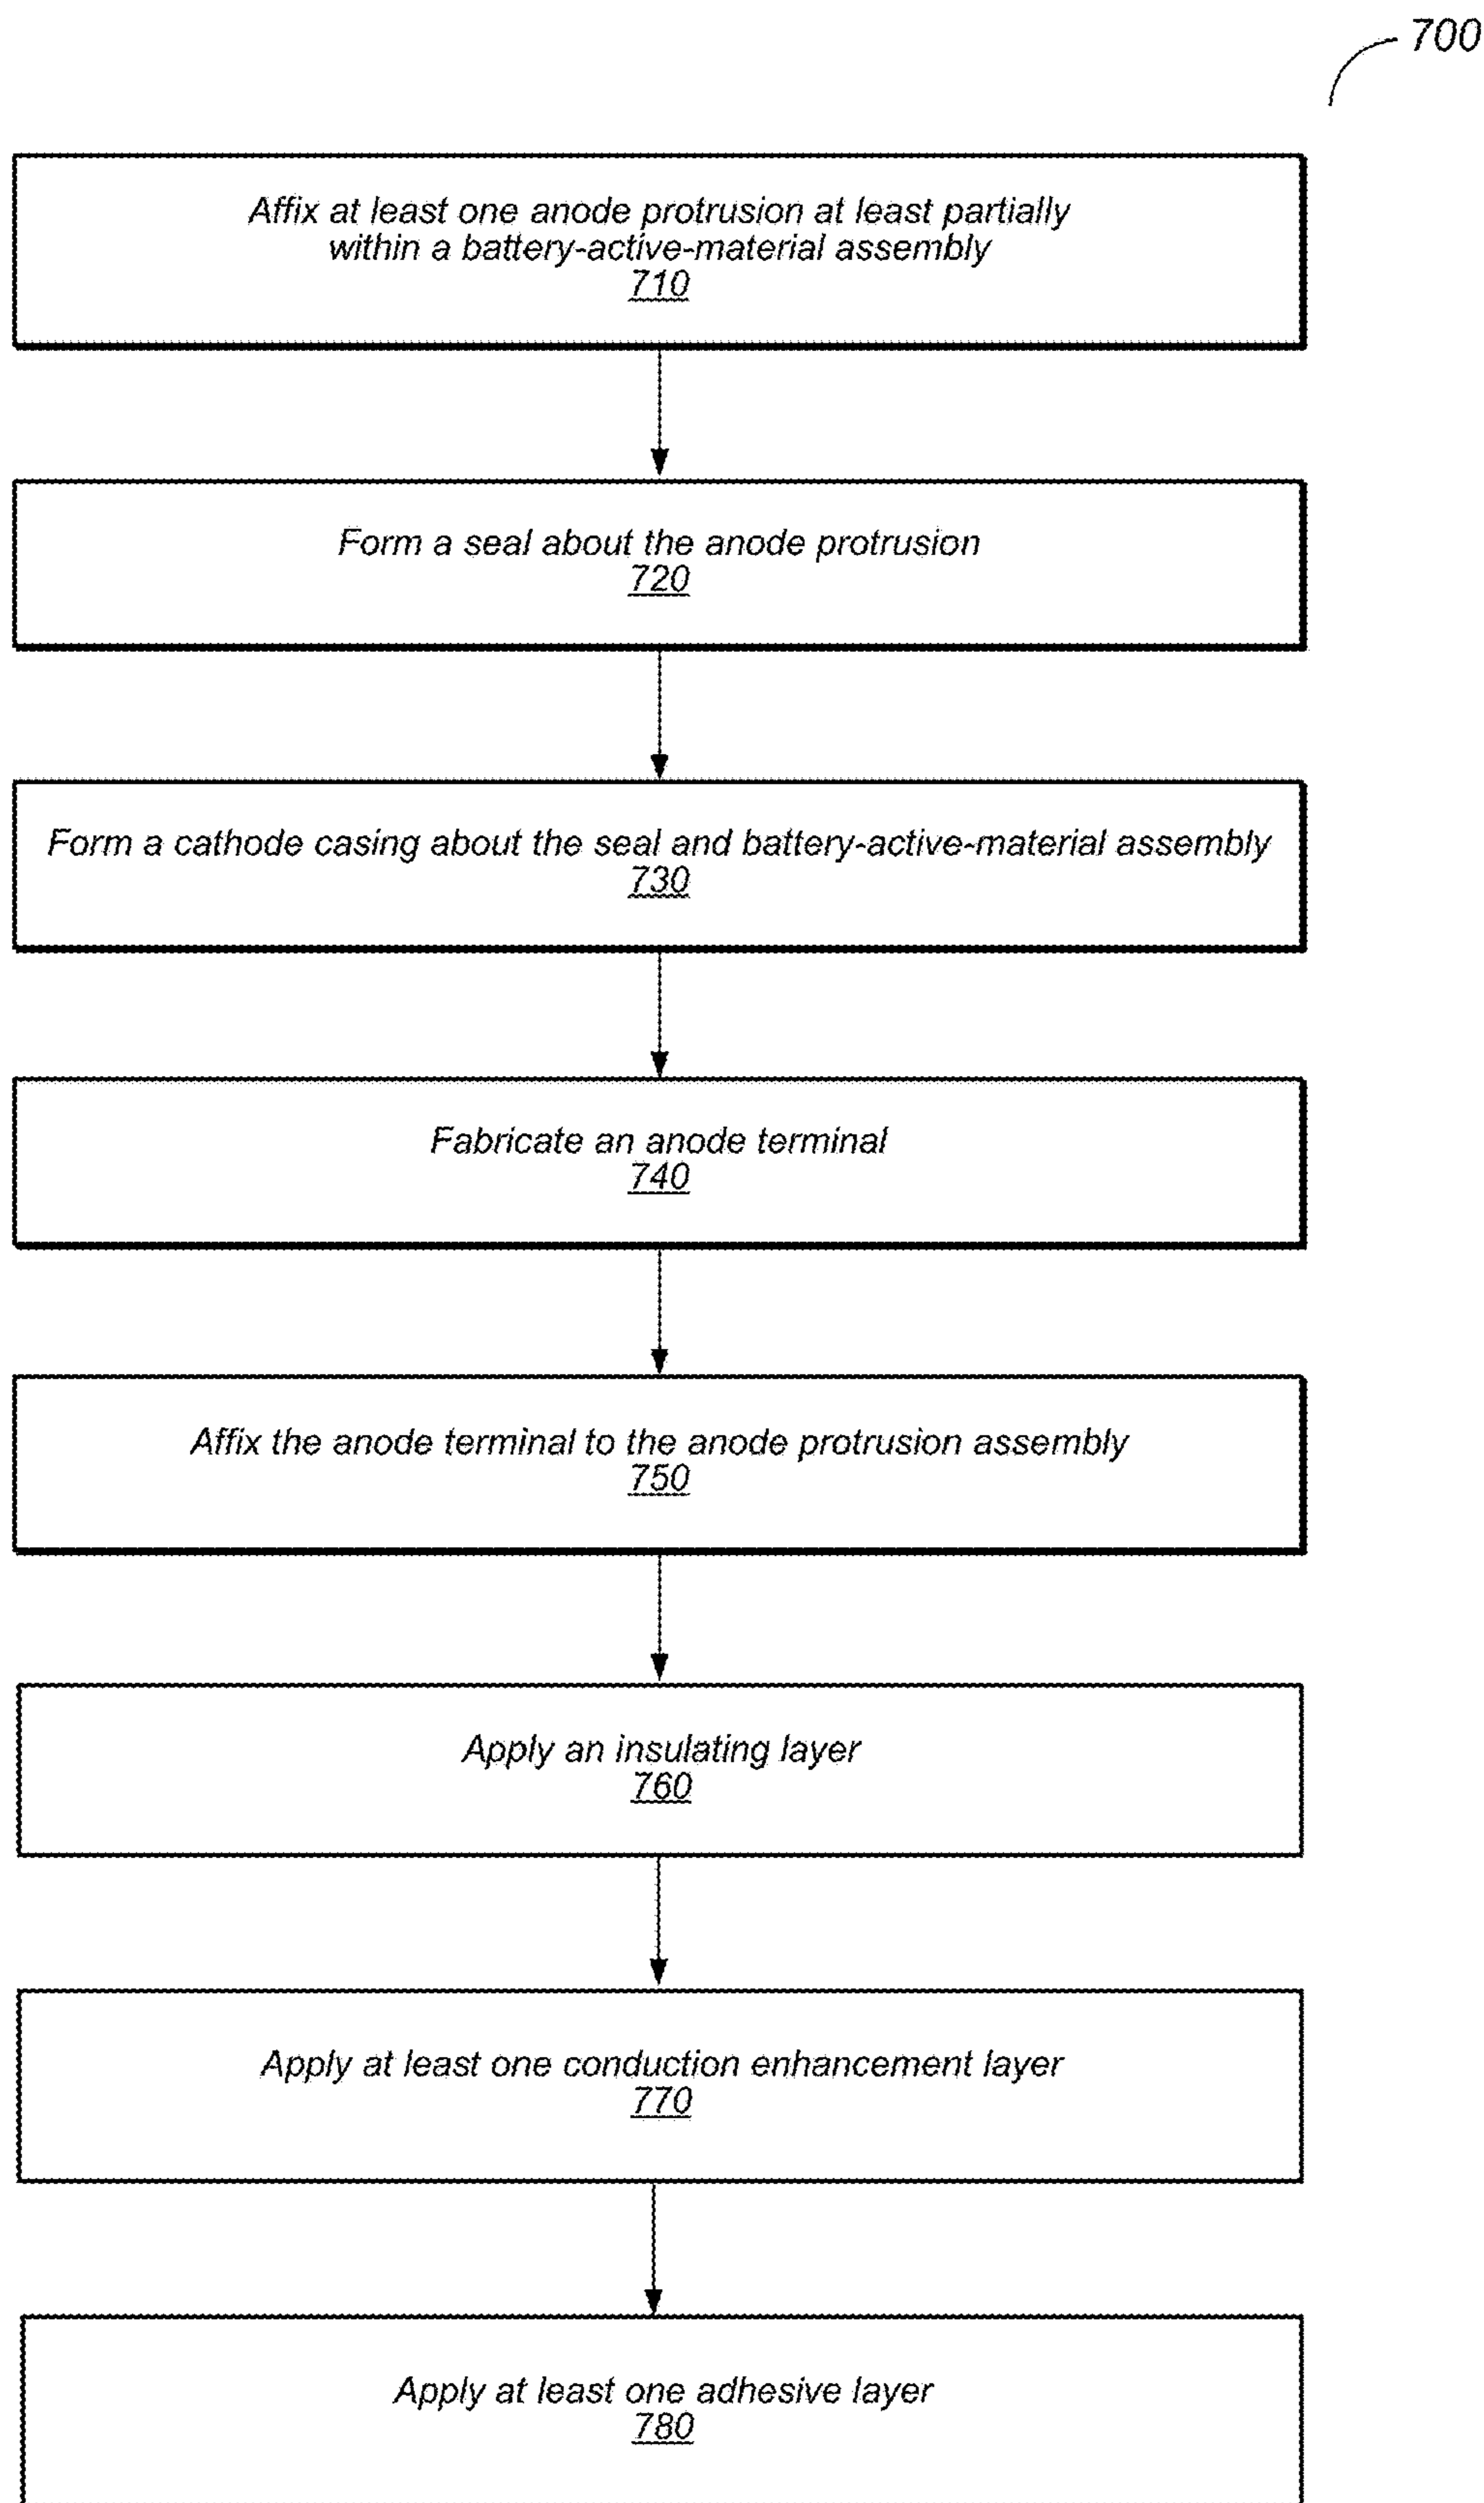 700
Affix at least one anode protrusion at least partially
within a battery-active-material assembly
710
Form a seal about the anode protrusion
720
Form a cathode casing about the seal and battery-active-material assembly
730
Fabricate an anode terminal
740
Affix the anode terminal to the anode protrusion assembly
750
Apply an insulating layer
760
Apply at least one conduction enhancement layer
770
Apply at least one adhesive layer
780